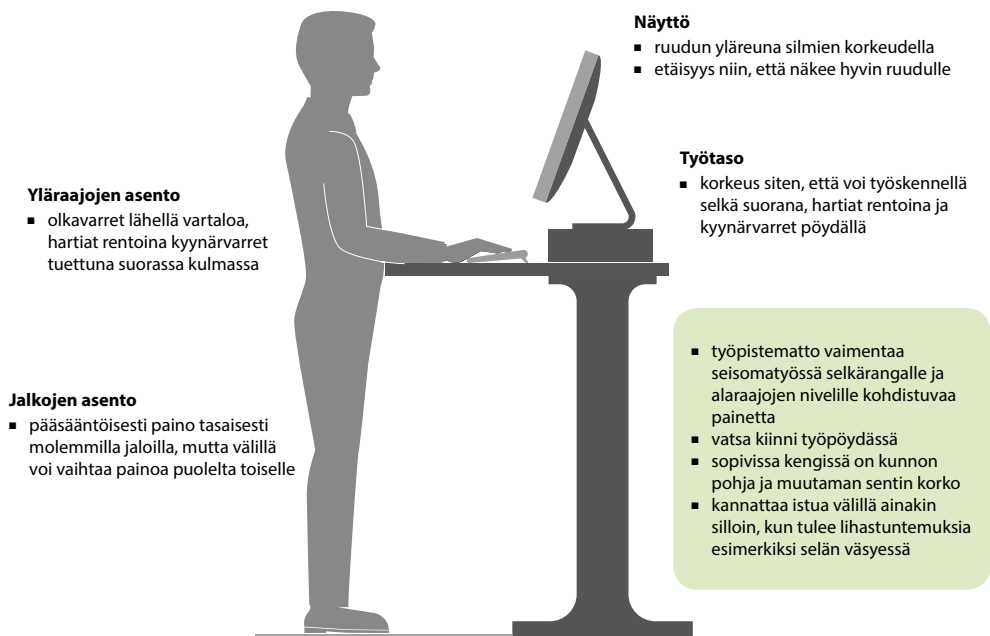 Näyttö
▪ ruudun yläreuna silmien korkeudella
▪ etäisyys niin, että näkee hyvin ruudulle
Työtaso
▪ korkeus siten, että voi työskennellä
selkä suorana, hartiat rentoina ja
kyynärvarret pöydällä
Yläraajojen asento
▪ olkavarret lähellä vartaloa,
hartiat rentoina kyynärvarret
tuettuna suorassa kulmassa
Jalkojen asento
▪ pääsääntöisesti paino tasaisesti
molemmilla jaloilla, mutta välillä
voi vaihtaa painoa puolelta toiselle
▪ työpistematto vaimentaa
seisomatyössä selkärangalle ja
alaraajojen nivelille kohdistuvaa
painetta
▪ vatsa kiinni työpöydässä
▪ sopivissa kengissä on kunnon
pohja ja muutaman sentin korko
▪ kannattaa istua välillä ainakin
silloin, kun tulee lihastuntemuksia
esimerkiksi selän väsyessä